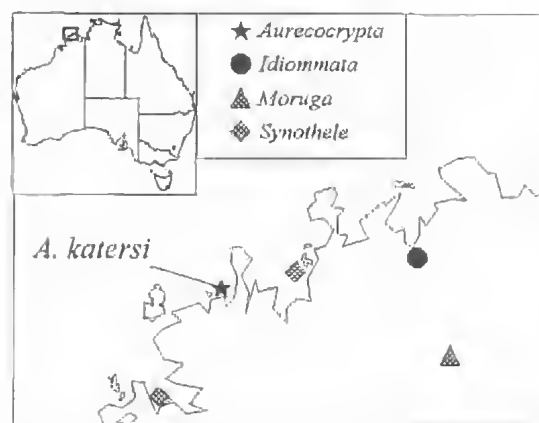 Aurecocrypta
Idiommata
Moruga
Synothele
A. katersi